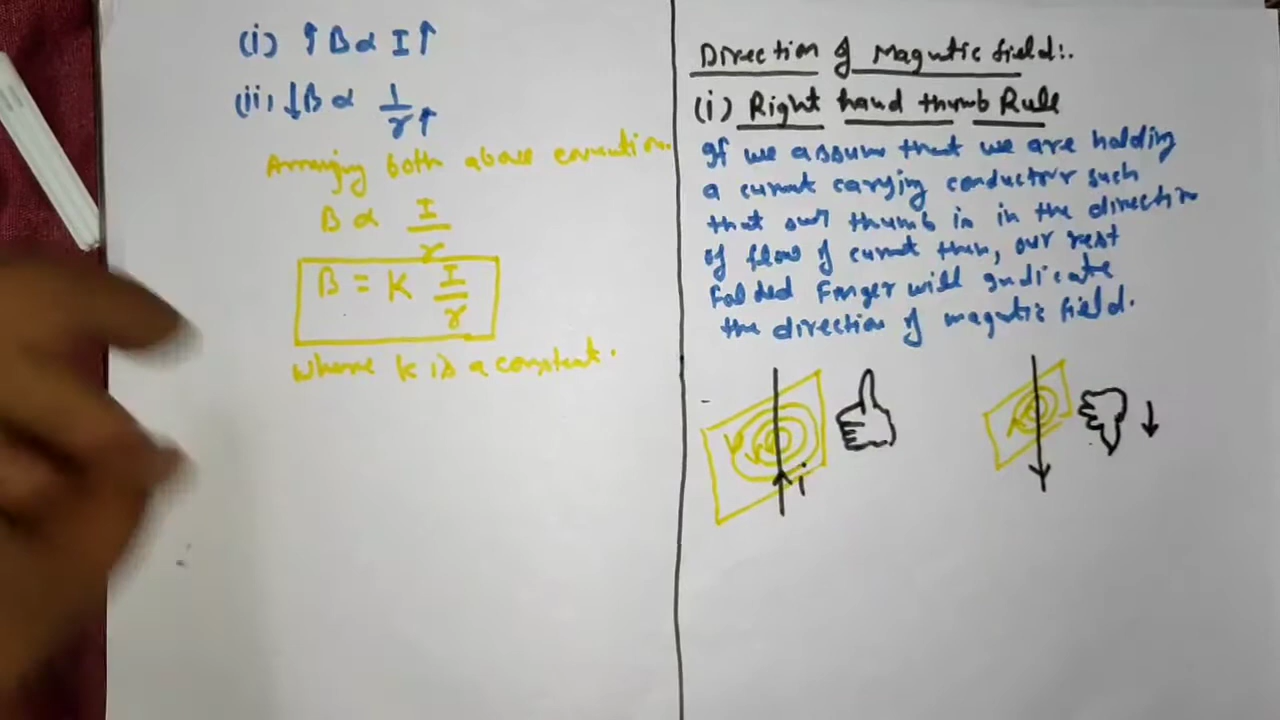 (i) ↑ B ∝ I ↑
(ii) ↓ B ∝ 1/r ↑
Arranging both above
B ∝ I/r
B = K I/r
where K is a constant.
Direction of Magnetic field:.
(i) Right hand thumb Rule
If we assume that we are holding
a current carrying conductor such
that our thumb is in the direction
of flow of current then, our rest
folded Finger will indicate
the direction of magnetic field.
i